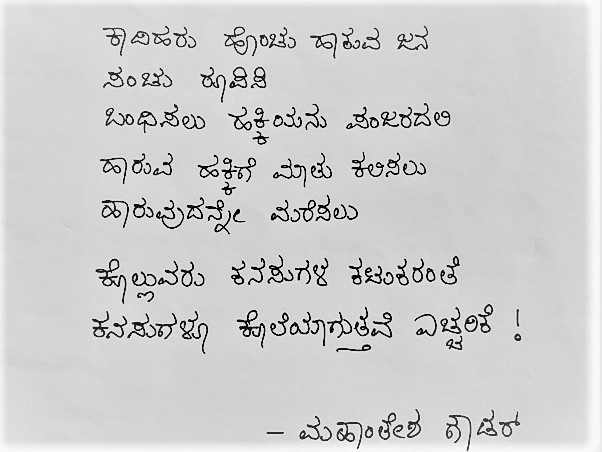 ಕಾದಿಹರು ಹೊಂಚು ಹಾಕುವ ಜನ
ಸಂಚು ರೂಪಿಸಿ
ಬಂಧಿಸಲು ಹಕ್ಕಿಯನು ಪಂಜರದಲಿ
ಹಾರುವ ಹಕ್ಕಿಗೆ ಮಾತು ಕಲಿಸಲು
ಹಾರುವುದನ್ನೇ ಮರೆಸಲು
ಕೊಲ್ಲುವರು ಕನಸುಗಳ ಕಟುಕರಂತೆ
ಕನಸುಗಳೂ ಕೊಲೆಯಾಗುತ್ತವೆ ಎಚ್ಚರಿಕೆ !
- ಮಹಾಂತೇಶ ಗೌಡರ್